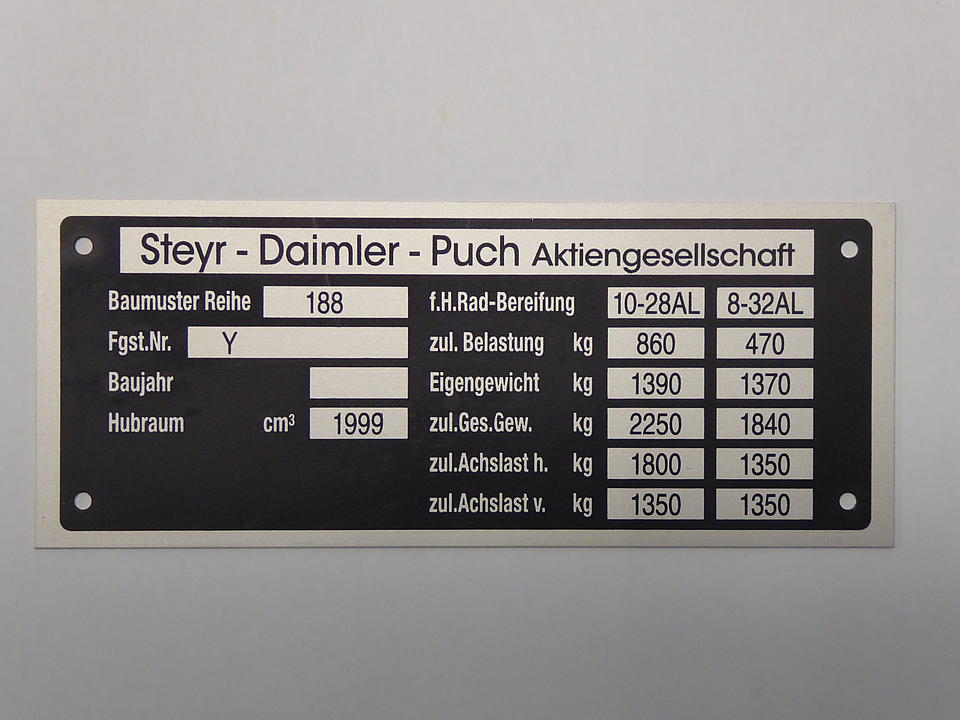 Steyr - Daimler - Puch Aktiengesellschaft
Baumuster Reihe 188 f.H.Rad-Bereifung 10-28AL 8-32AL
Fgst.Nr. Y zul. Belastung kg 860 470
Baujahr Eigengewicht kg 1390 1370
Hubraum cm³ 1999 zul.Ges.Gew. kg 2250 1840
zul.Achslast h. kg 1800 1350
zul.Achslast v. kg 1350 1350